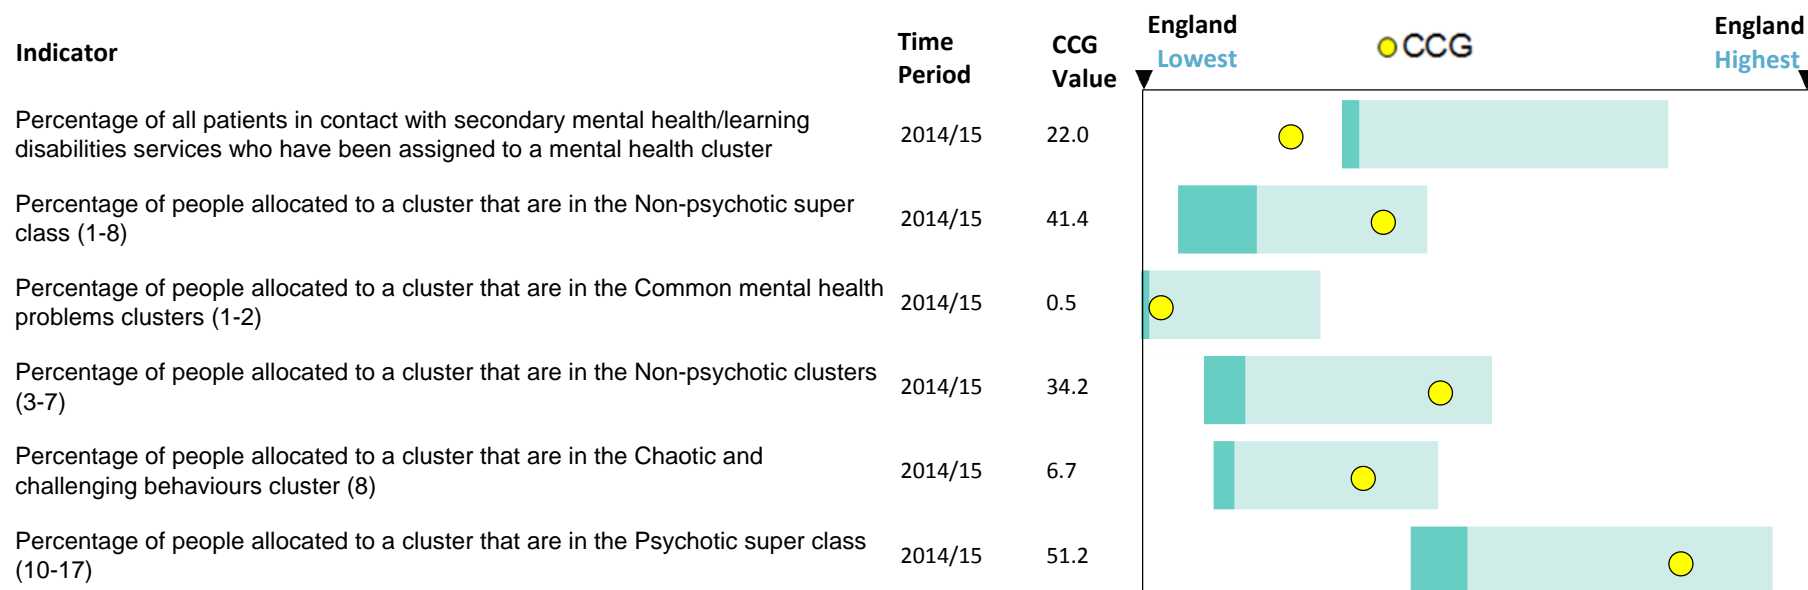 Indicator
Time
Period
CCG
Value
England
Lowest
CCG
England
Highest
Percentage of all patients in contact with secondary mental health/learning
disabilities services who have been assigned to a mental health cluster
2014/15
22.0
Percentage of people allocated to a cluster that are in the Non-psychotic super
class (1-8)
2014/15
41.4
Percentage of people allocated to a cluster that are in the Common mental health
problems clusters (1-2)
2014/15
0.5
Percentage of people allocated to a cluster that are in the Non-psychotic clusters
(3-7)
2014/15
34.2
Percentage of people allocated to a cluster that are in the Chaotic and
challenging behaviours cluster (8)
2014/15
6.7
Percentage of people allocated to a cluster that are in the Psychotic super class
(10-17)
2014/15
51.2